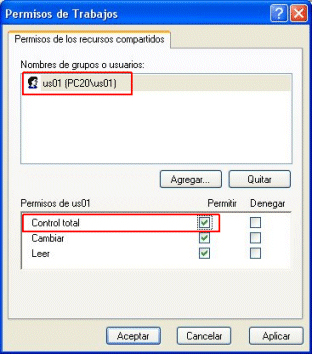 Permisos de Trabajos
Permisos de los recursos compartidos
Nombres de grupos o usuarios:
us01 (PC20\us01)
Agregar... Quitar
Permisos de us01 Permitir Denegar
Control total
Cambiar
Leer
Aceptar Cancelar Aplicar